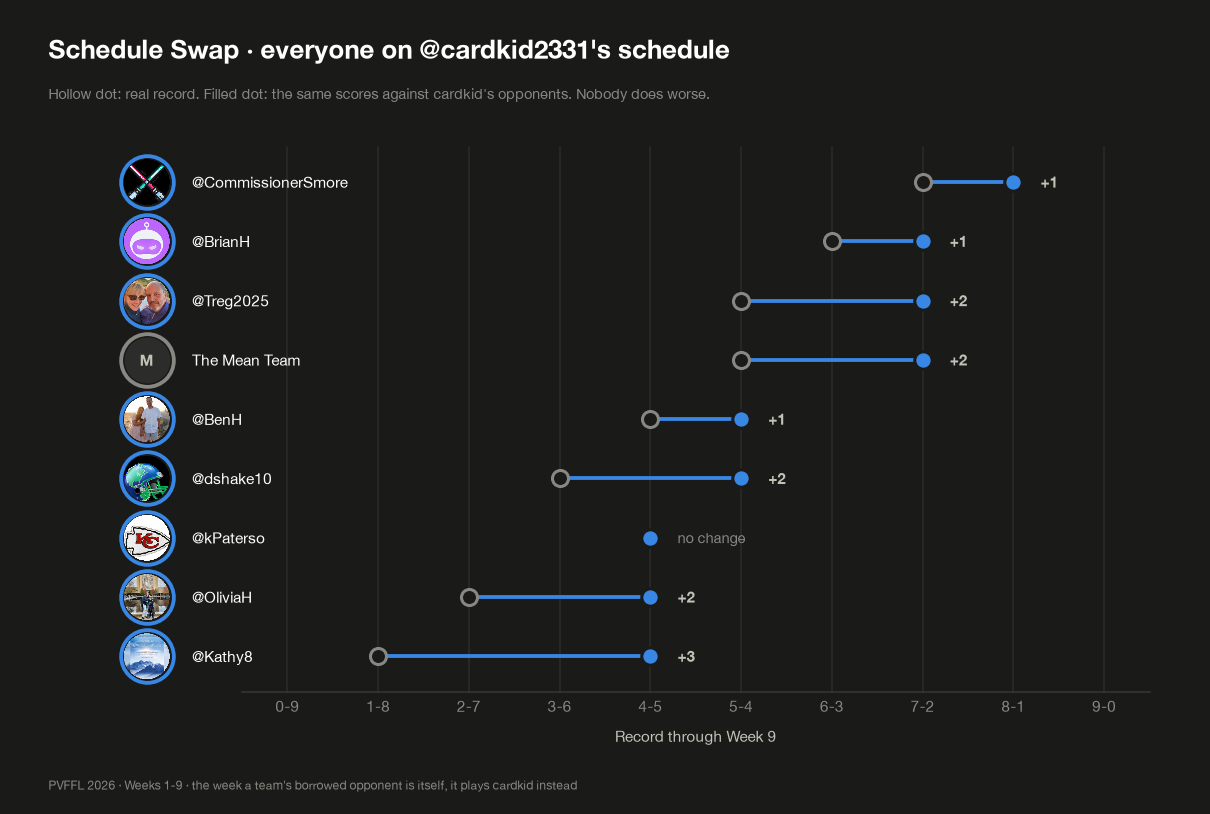 Schedule Swap · everyone on @cardkid2331's schedule
Hollow dot: real record. Filled dot: the same scores against cardkid's opponents. Nobody does worse.
@CommissionerSmore +1
@BrianH +1
@Treg2025 +2
M The Mean Team +2
@BenH +1
@dshake10 +2
KC @kPaterso no change
@OliviaH +2
@Kathy8 +3
0-9 1-8 2-7 3-6 4-5 5-4 6-3 7-2 8-1 9-0
Record through Week 9
PVFFL 2026 · Weeks 1-9 · the week a team's borrowed opponent is itself, it plays cardkid instead